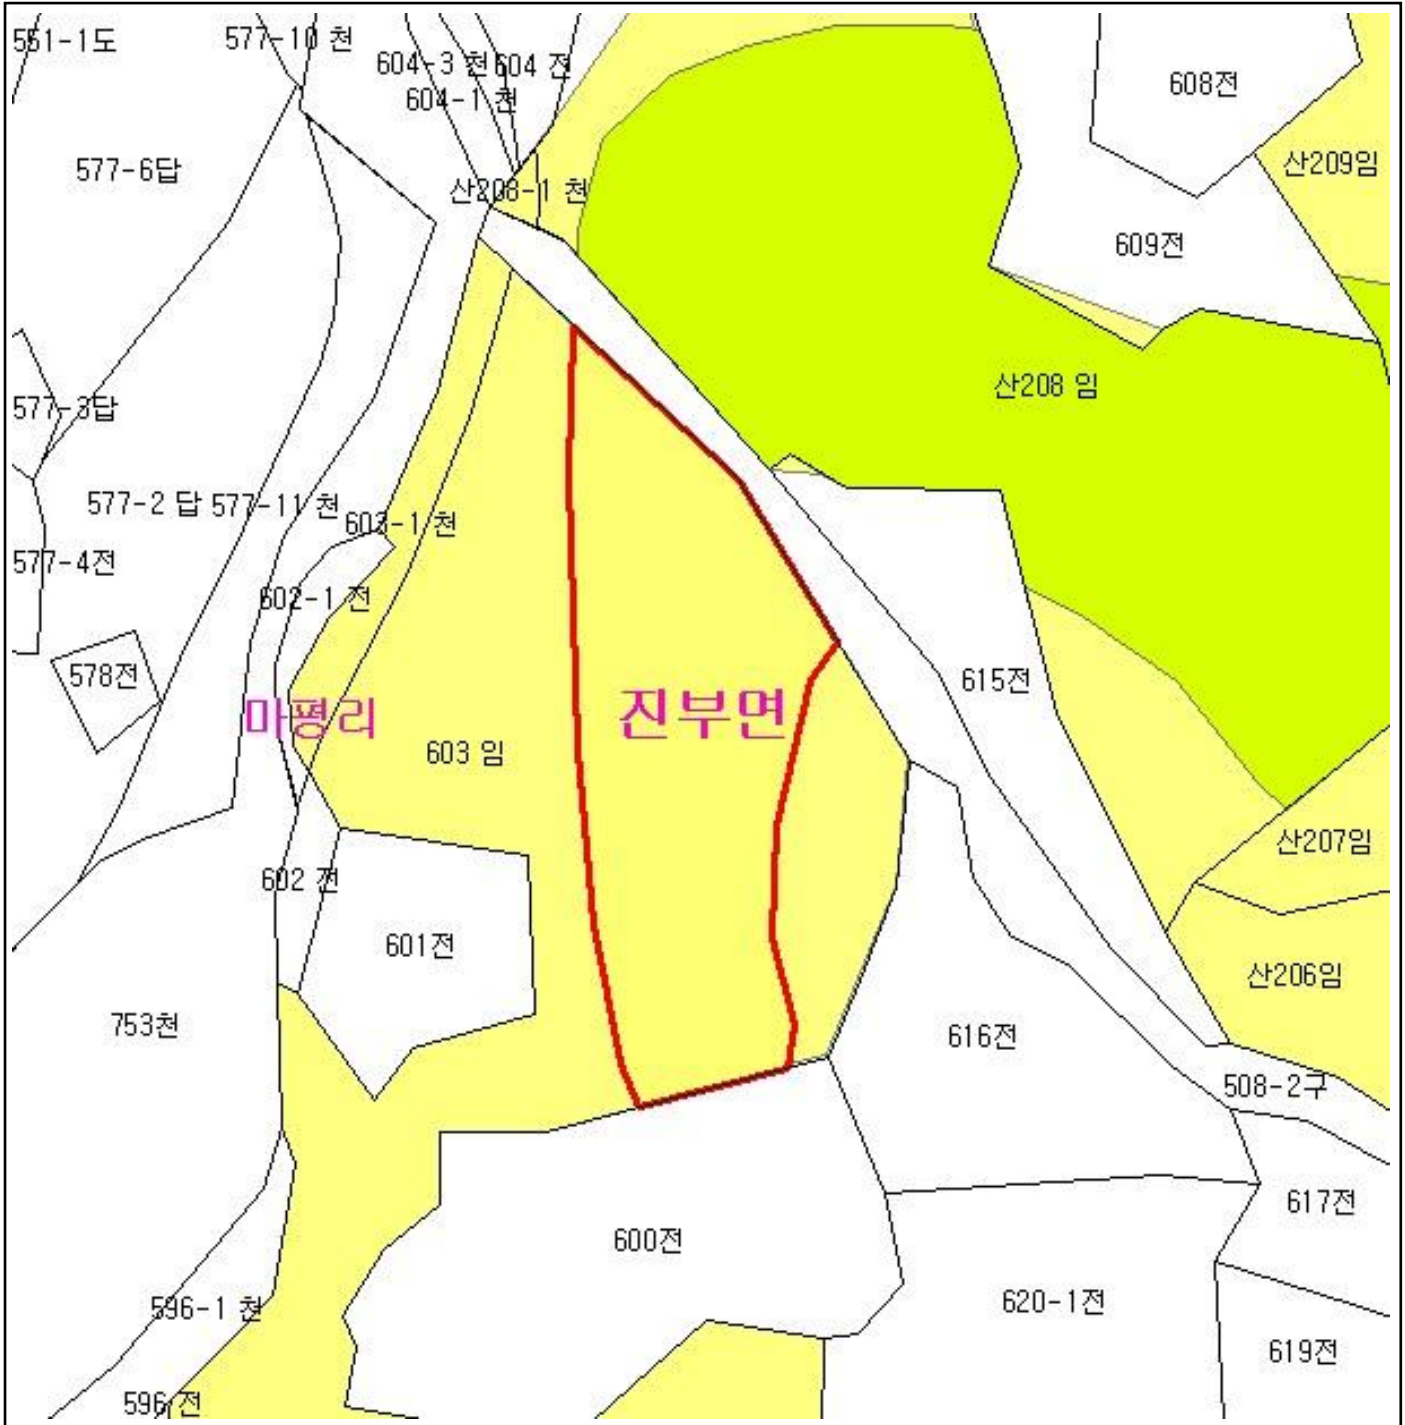 551-1도
577-10 천
604-3 천
604 전
604-1 천
608전
577-6답
산209임
산208-1 천
609전
산208 임
577-3답
577-2 답
577-11 천
603-1 천
577-4전
602-1 전
578전
615전
마평리
진부면
603 임
산207임
602 전
601전
산206임
753천
616전
508-2구
617전
600전
596-1 천
620-1전
619전
596 전